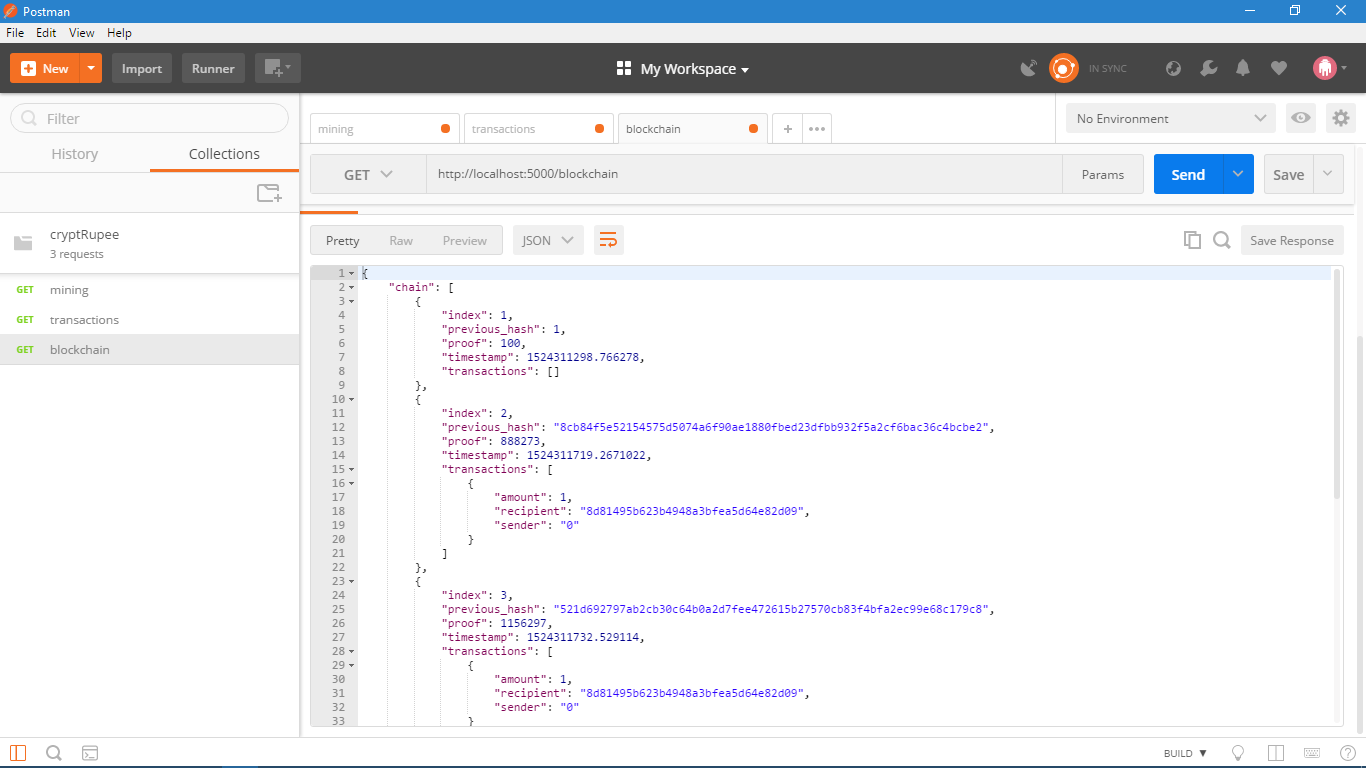 Postman
File Edit View Help
New Import Runner My Workspace IN SYNC
Filter
History Collections
cryptRupee
3 requests
GET mining
GET transactions
GET blockchain
mining transactions blockchain + ••• No Environment
GET http://localhost:5000/blockchain Params Send Save
Pretty Raw Preview JSON Save Response
1 {
2 "chain": [
3 {
4 "index": 1,
5 "previous_hash": 1,
6 "proof": 100,
7 "timestamp": 1524311298.766278,
8 "transactions": []
9 },
10 {
11 "index": 2,
12 "previous_hash": "8cb84f5e52154575d5074a6f90ae1880fbed23dfbb932f5a2cf6bac36c4bcbe2",
13 "proof": 888273,
14 "timestamp": 1524311719.2671022,
15 "transactions": [
16 {
17 "amount": 1,
18 "recipient": "8d81495b623b4948a3bfea5d64e82d09",
19 "sender": "0"
20 }
21 ]
22 },
23 {
24 "index": 3,
25 "previous_hash": "521d692797ab2cb30c64b0a2d7fee472615b27570cb83f4bfa2ec99e68c179c8",
26 "proof": 1156297,
27 "timestamp": 1524311732.529114,
28 "transactions": [
29 {
30 "amount": 1,
31 "recipient": "8d81495b623b4948a3bfea5d64e82d09",
32 "sender": "0"
33 }
BUILD